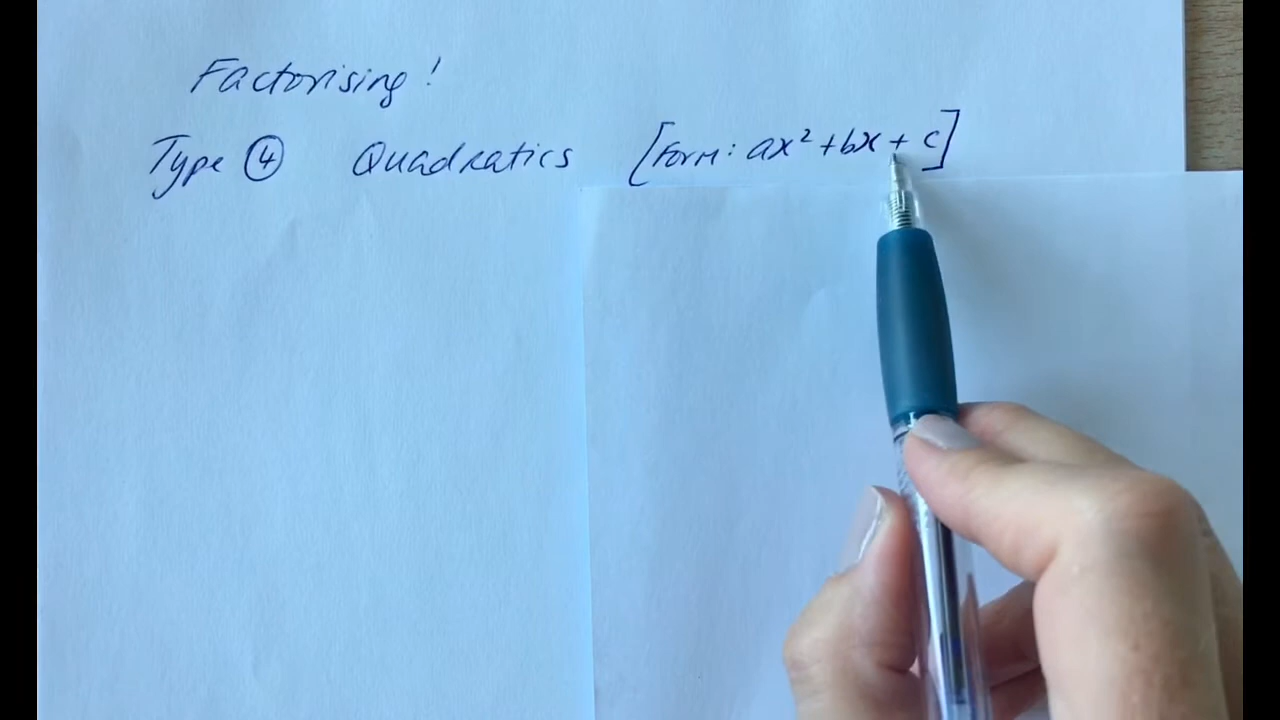 Factorising!
Type ④ Quadratics [Form: ax² + bx + c]